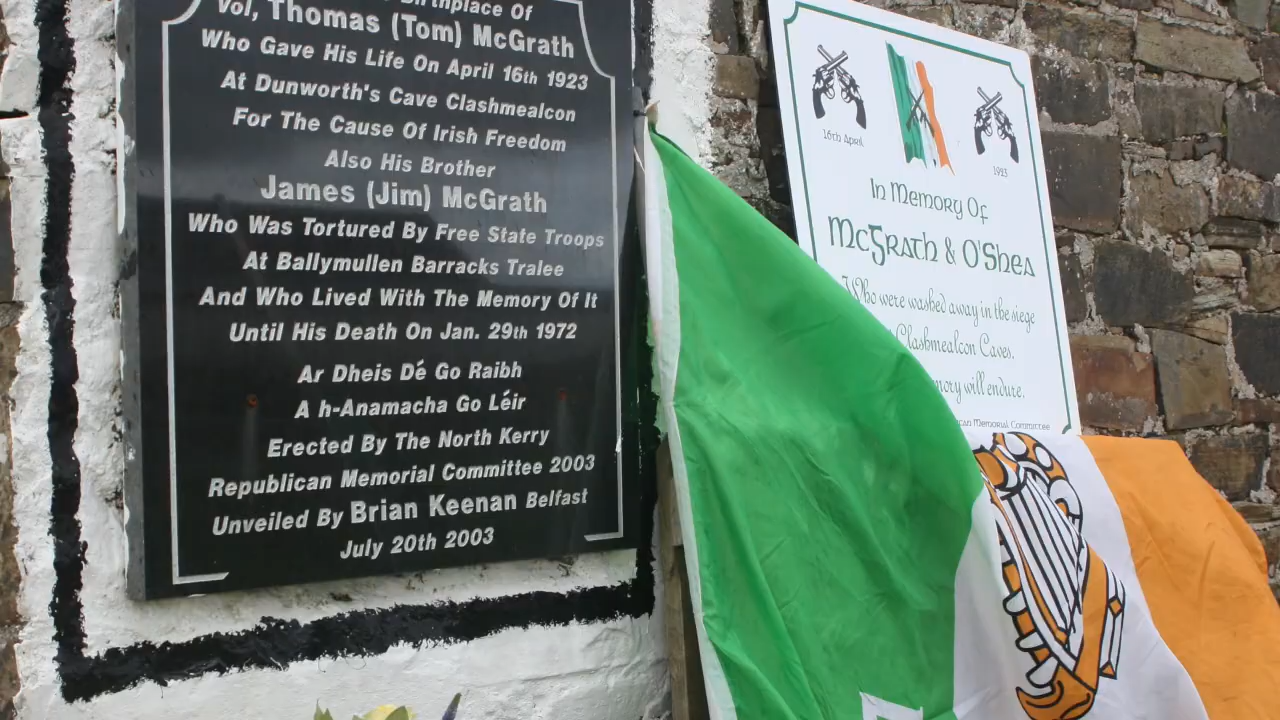 Birthplace Of
Vol, Thomas (Tom) McGrath
Who Gave His Life On April 16th 1923
At Dunworth's Cave Clashmealcon
For The Cause Of Irish Freedom
Also His Brother
James (Jim) McGrath
Who Was Tortured By Free State Troops
At Ballymullen Barracks Tralee
And Who Lived With The Memory Of It
Until His Death On Jan. 29th 1972
Ar Dheis Dé Go Raibh
A h-Anamacha Go Léir
Erected By The North Kerry
Republican Memorial Committee 2003
Unveiled By Brian Keenan Belfast
July 20th 2003
16th April
1923
In Memory Of
McGrath & O'Shea
Who were washed away in the siege
Clashmealcon Caves.
will endure.
Memorial Committee